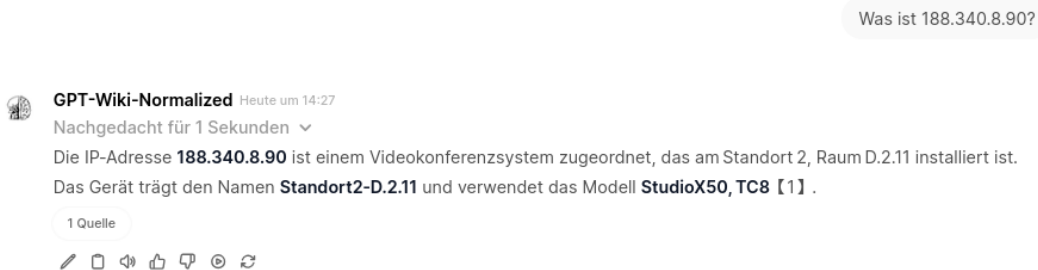 Was ist 188.340.8.90?
GPT-Wiki-Normalized Heute um 14:27
Nachgedacht für 1 Sekunden
Die IP-Adresse 188.340.8.90 ist einem Videokonferenzsystem zugeordnet, das am Standort 2, Raum D.2.11 installiert ist.
Das Gerät trägt den Namen Standort2-D.2.11 und verwendet das Modell StudioX50, TC8【1】.
1 Quelle